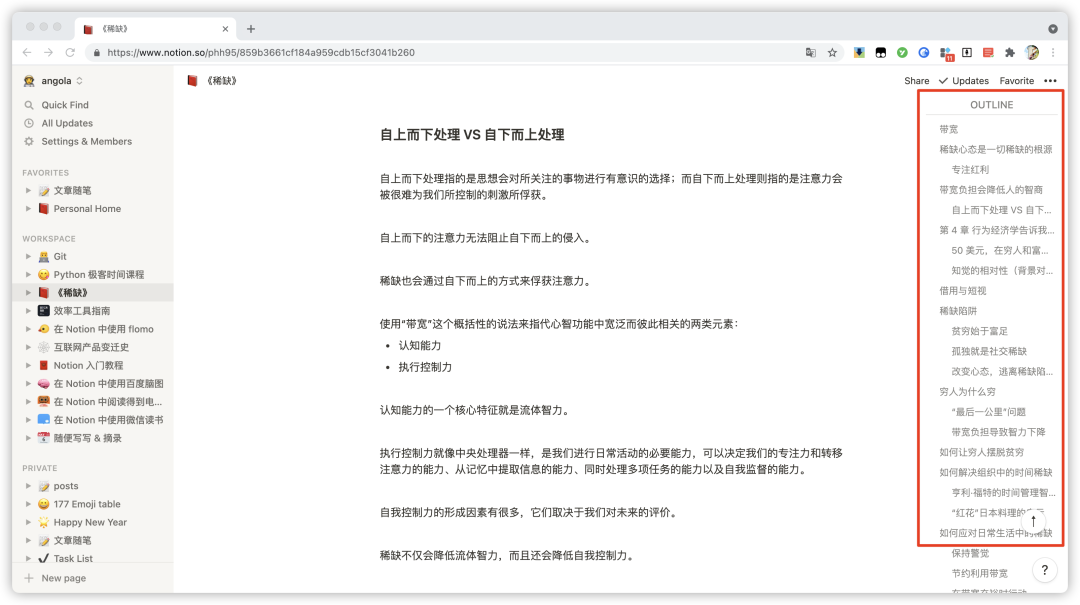 《稀缺》
https://www.notion.so/phh95/859b3661cf184a959cdb15cf3041b260
11
angola
《稀缺》
Share
Updates
Favorite
Quick Find
All Updates
Settings & Members
FAVORITES
文章随笔
Personal Home
WORKSPACE
Git
Python 极客时间课程
《稀缺》
效率工具指南
在 Notion 中使用 flomo
互联网产品变迁史
Notion 入门教程
在 Notion 中使用百度脑图
在 Notion 中阅读得到电...
在 Notion 中使用微信读书
随便写写 & 摘录
PRIVATE
posts
177 Emoji table
Happy New Year
文章随笔
Task List
New page
自上而下处理 VS 自下而上处理
自上而下处理指的是思想会对所关注的事物进行有意识的选择；而自下而上处理则指的是注意力会
被很难为我们所控制的刺激所俘获。
自上而下的注意力无法阻止自下而上的侵入。
稀缺也会通过自下而上的方式来俘获注意力。
使用“带宽”这个概括性的说法来指代心智功能中宽泛而彼此相关的两类元素：
• 认知能力
• 执行控制力
认知能力的一个核心特征就是流体智力。
执行控制力就像中央处理器一样，是我们进行日常活动的必要能力，可以决定我们的专注力和转移
注意力的能力、从记忆中提取信息的能力、同时处理多项任务的能力以及自我监督的能力。
自我控制力的形成因素有很多，它们取决于我们对未来的评价。
稀缺不仅会降低流体智力，而且还会降低自我控制力。
OUTLINE
带宽
稀缺心态是一切稀缺的根源
专注红利
带宽负担会降低人的智商
自上而下处理 VS 自下...
第 4 章 行为经济学告诉我...
50 美元，在穷人和富...
知觉的相对性（背景对...
借用与短视
稀缺陷阱
贫穷始于富足
孤独就是社交稀缺
改变心态，逃离稀缺陷...
穷人为什么穷
“最后一公里”问题
带宽负担导致智力下降
如何让穷人摆脱贫穷
如何解决组织中的时间稀缺
亨利·福特的时间管理智...
“红花”日本料理的
如何应对日常生活中的稀缺
保持警觉
节约利用带宽
?